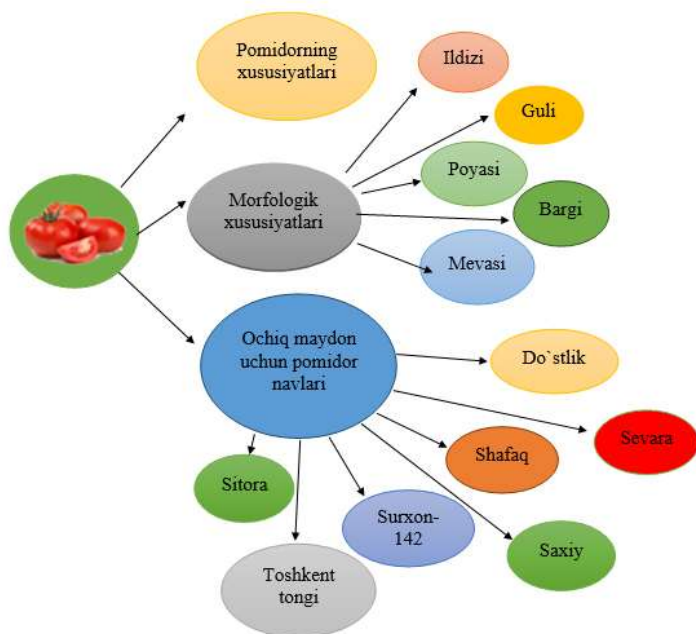 Pomidorning
xususiyatlari
Ildizi
Guli
Poyasi
Morfologik
xususiyatlari
Bargi
Mevasi
Ochiq maydon
uchun pomidor
navlari
Do`stlik
Sevara
Shafaq
Sitora
Surxon-
142
Saxiy
Toshkent
tongi